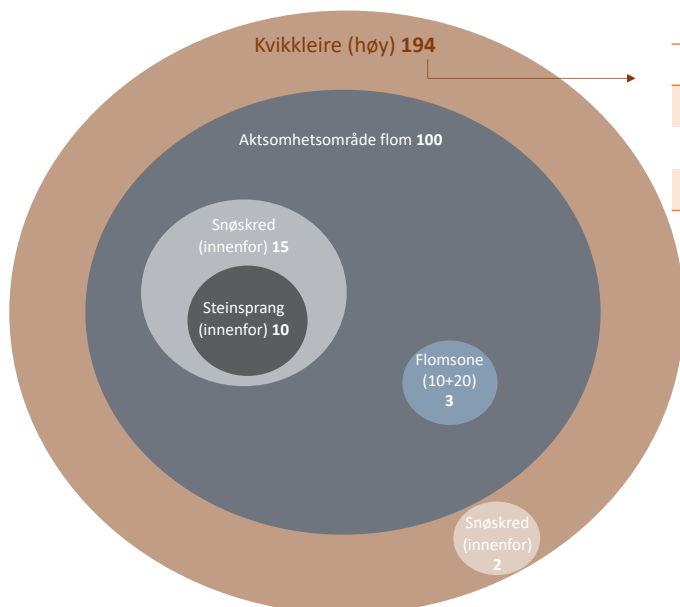 Kvikkleire (høy) 194
Aktsomhetsområde flom 100
Snøskred
(innenfor) 15
Steinsprang
(innenfor) 10
Flomsone
(10+20)
3
Snøskred
(innenfor)
2